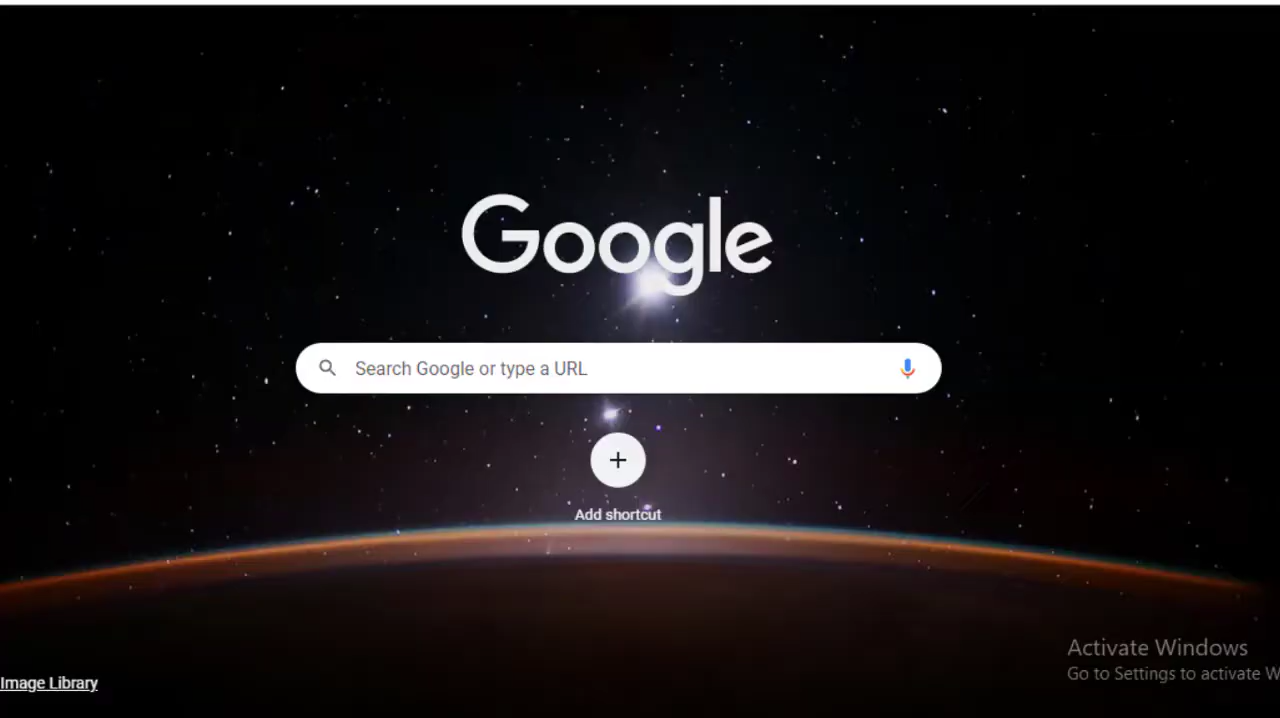 Google
Search Google or type a URL
Add shortcut
Activate Windows
Go to Settings to activate W
Image Library